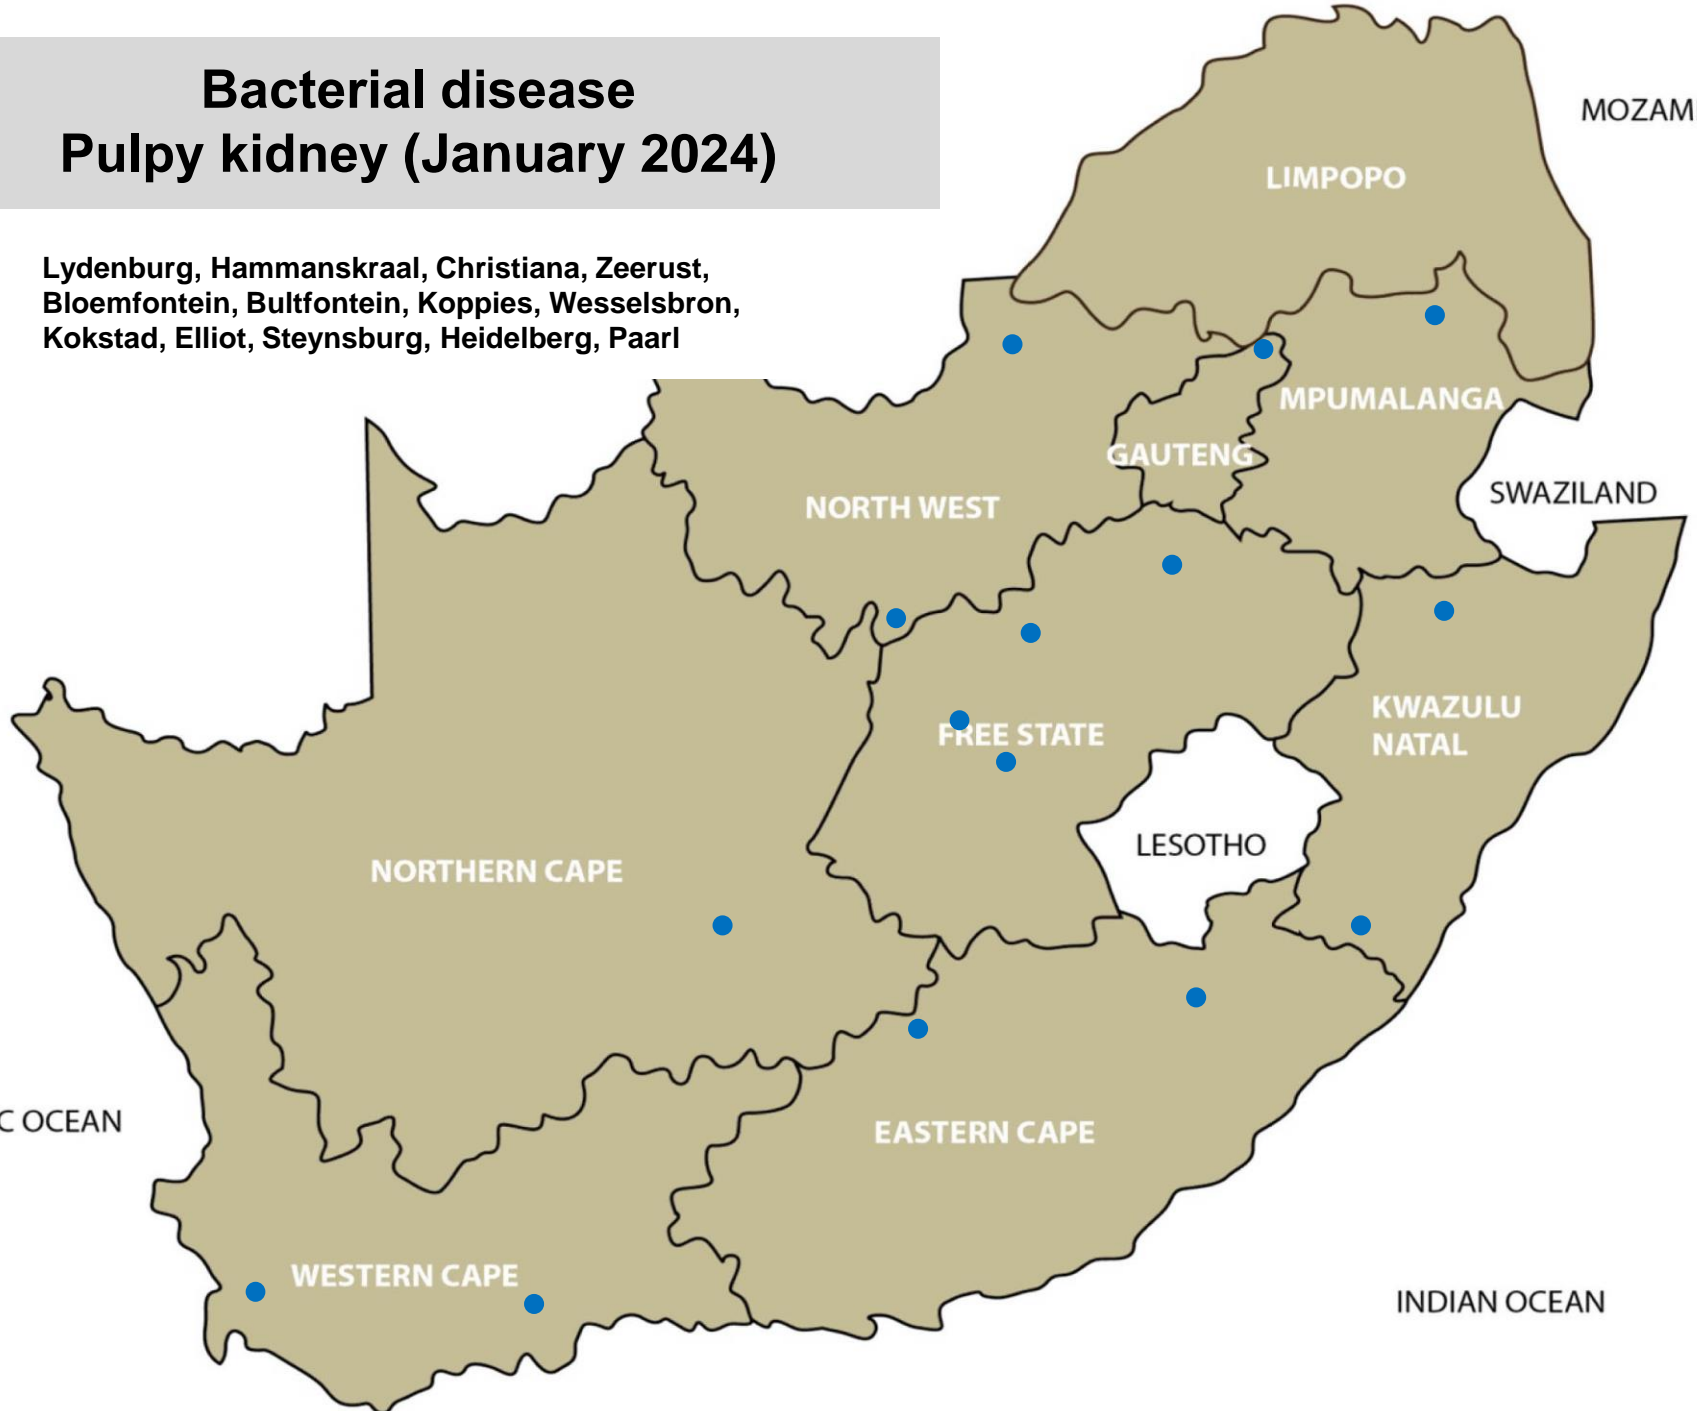 Bacterial disease
Pulpy kidney (January 2024)
Lydenburg, Hammanskraal, Christiana, Zeerust,
Bloemfontein, Bultfontein, Koppies, Wesselsbron,
Kokstad, Elliot, Steynsburg, Heidelberg, Paarl
MOZAM
LIMPOPO
MPUMALANGA
GAUTENG
NORTH WEST
SWAZILAND
KWAZULU
NATAL
FREE STATE
LESOTHO
NORTHERN CAPE
C OCEAN
EASTERN CAPE
WESTERN CAPE
INDIAN OCEAN